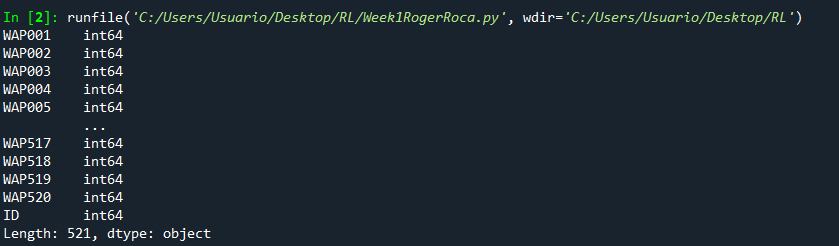 In [2]: runfile('C:/Users/Usuario/Desktop/RL/Week1RogerRoca.py', wdir='C:/Users/Usuario/Desktop/RL')
WAP001    int64
WAP002    int64
WAP003    int64
WAP004    int64
WAP005    int64
          ...
WAP517    int64
WAP518    int64
WAP519    int64
WAP520    int64
ID        int64
Length: 521, dtype: object